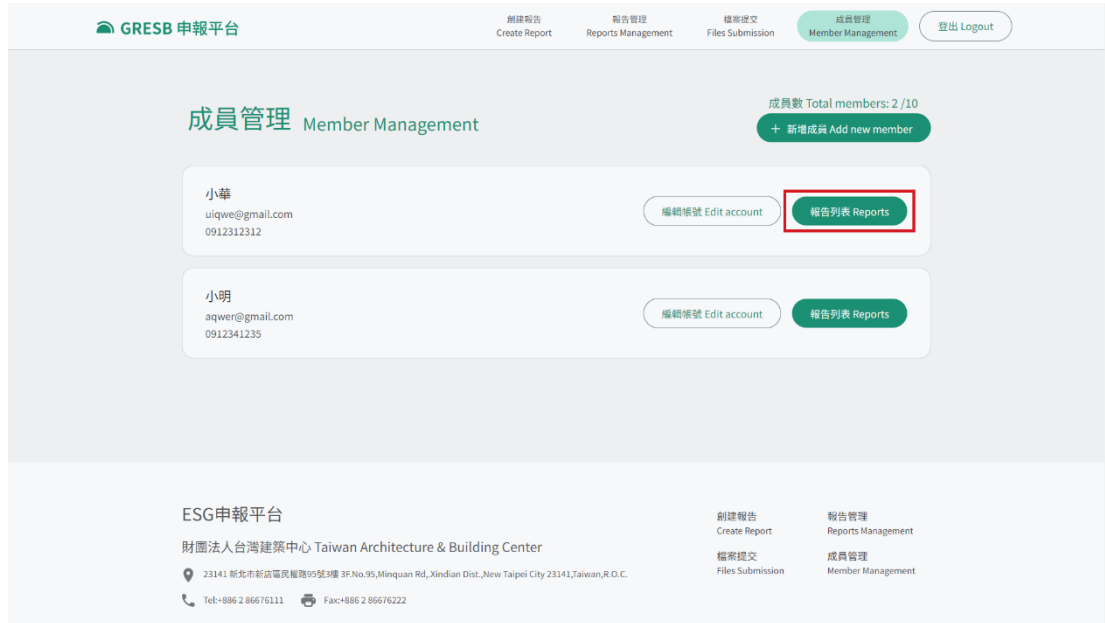 GRESB 申報平台
創建報告
Create Report
報告管理
Reports Management
檔案提交
Files Submission
成員管理
Member Management
登出 Logout
成員管理 Member Management
成員數 Total members: 2 /10
+ 新增成員 Add new member
小華
uiqwe@gmail.com
0912312312
編輯帳號 Edit account
報告列表 Reports
小明
aqwer@gmail.com
0912341235
編輯帳號 Edit account
報告列表 Reports
ESG申報平台
財團法人台灣建築中心 Taiwan Architecture & Building Center
23141 新北市新店區民權路95號3樓 3F.No.95,Minquan Rd,.Xindian Dist.,New Taipei City 23141,Taiwan,R.O.C.
Tel:+886 2 86676111
Fax:+886 2 86676222
創建報告
Create Report
報告管理
Reports Management
檔案提交
Files Submission
成員管理
Member Management